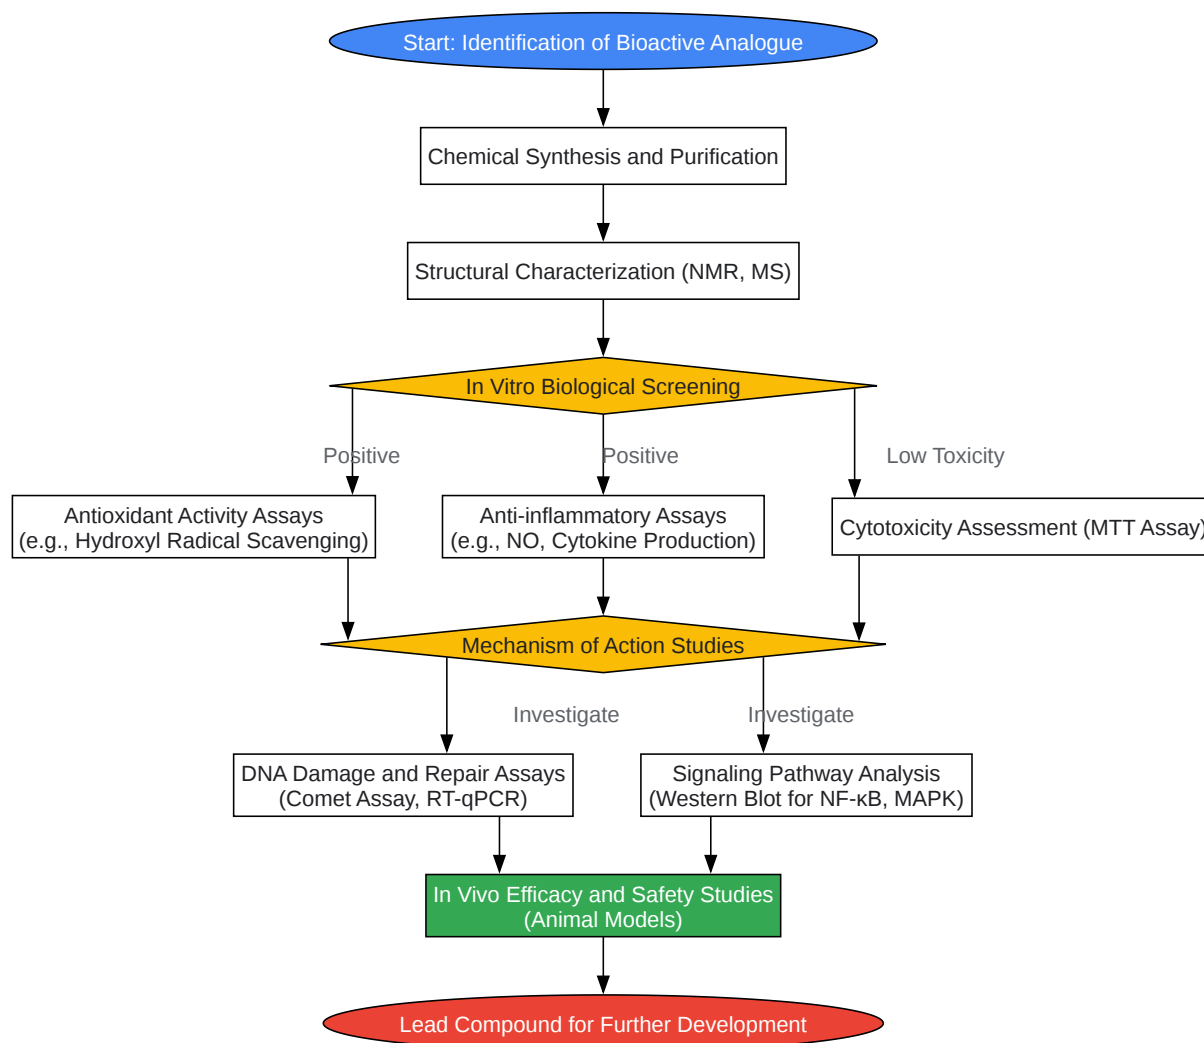 Start: Identification of Bioactive Analogue
Chemical Synthesis and Purification
Structural Characterization (NMR, MS)
In Vitro Biological Screening
Positive
Positive
Low Toxicity
Antioxidant Activity Assays
(e.g., Hydroxyl Radical Scavenging)
Anti-inflammatory Assays
(e.g., NO, Cytokine Production)
Cytotoxicity Assessment (MTT Assay)
Mechanism of Action Studies
Investigate
Investigate
DNA Damage and Repair Assays
(Comet Assay, RT-qPCR)
Signaling Pathway Analysis
(Western Blot for NF-κB, MAPK)
In Vivo Efficacy and Safety Studies
(Animal Models)
Lead Compound for Further Development